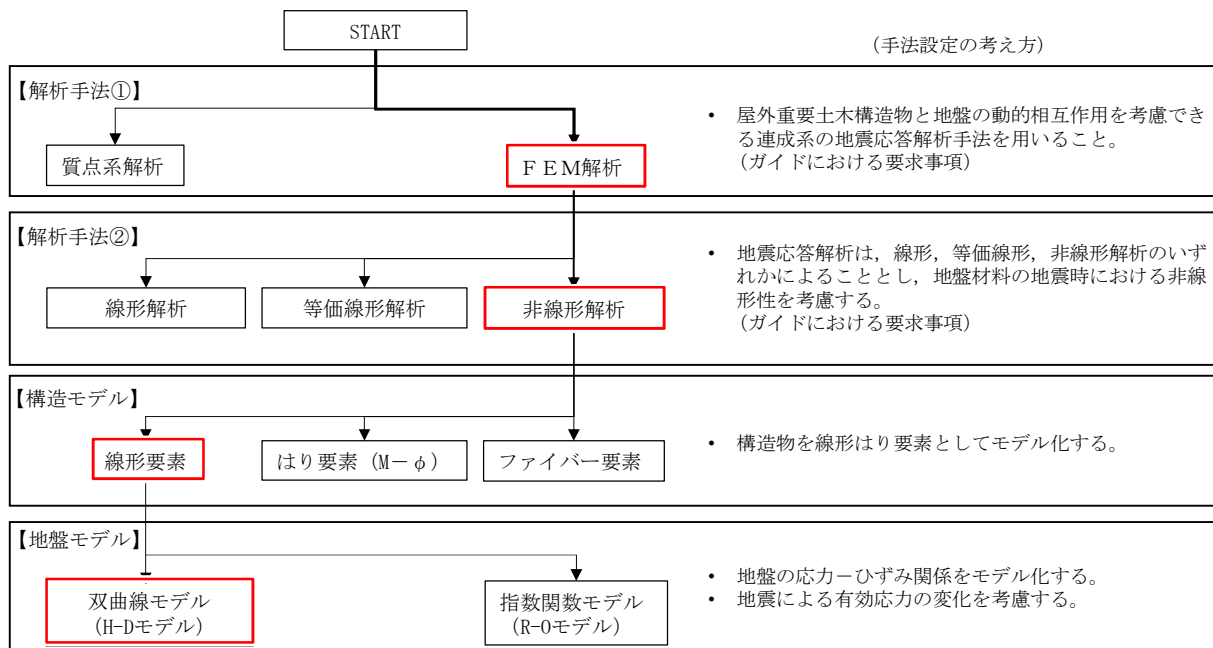 START
(手法設定の考え方)
【解析手法①】
質点系解析
ＦＥＭ解析
• 屋外重要土木構造物と地盤の動的相互作用を考慮でき
る連成系の地震応答解析手法を用いること。
(ガイドにおける要求事項)
【解析手法②】
線形解析
等価線形解析
非線形解析
• 地震応答解析は，線形，等価線形，非線形解析のいず
れかによることとし，地盤材料の地震時における非線
形性を考慮する。
(ガイドにおける要求事項)
【構造モデル】
線形要素
はり要素 (M－φ)
ファイバー要素
• 構造物を線形はり要素としてモデル化する。
【地盤モデル】
双曲線モデル
(H-Dモデル)
指数関数モデル
(R-Oモデル)
• 地盤の応力－ひずみ関係をモデル化する。
• 地震による有効応力の変化を考慮する。